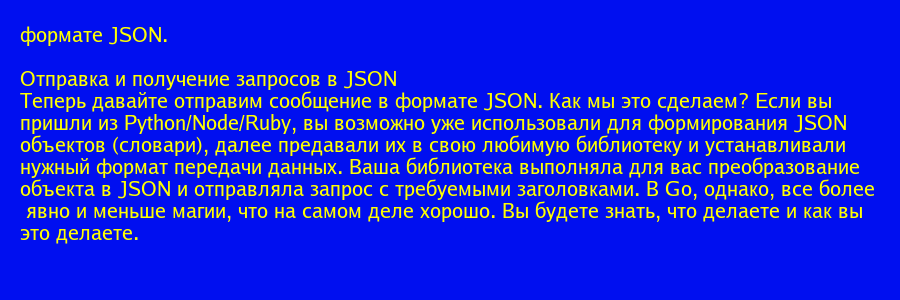 формате JSON.

Отправка и получение запросов в JSON
Теперь давайте отправим сообщение в формате JSON. Как мы это сделаем? Если вы
пришли из Python/Node/Ruby, вы возможно уже использовали для формирования JSON
объектов (словари), далее предавали их в свою любимую библиотеку и устанавливали
нужный формат передачи данных. Ваша библиотека выполняла для вас преобразование
объекта в JSON и отправляла запрос с требуемыми заголовками. В Go, однако, все более
явно и меньше магии, что на самом деле хорошо. Вы будете знать, что делаете и как вы
это делаете.